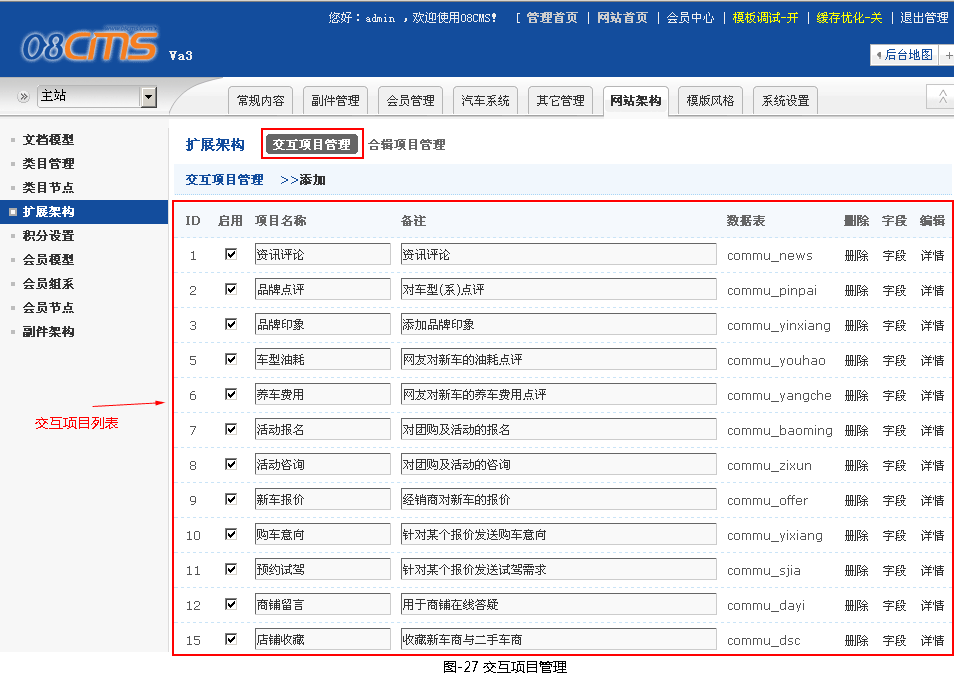 您好：admin ，欢迎使用08CMS！ [ 管理首页 | 网站首页 | 会员中心 | 模板调试-开 | 缓存优化-关 | 退出管理
08CMS Va3
后台地图 +
» 主站 常规内容 副件管理 会员管理 汽车系统 其它管理 网站架构 模版风格 系统设置
文档模型
类目管理
类目节点
扩展架构
积分设置
会员模型
会员组系
会员节点
副件架构
交互项目列表
扩展架构 交互项目管理 合辑项目管理
交互项目管理 >>添加
ID 启用 项目名称 备注 数据表 删除 字段 编辑
1 资讯评论 资讯评论 commu_news 删除 字段 详情
2 品牌点评 对车型(系)点评 commu_pinpai 删除 字段 详情
3 品牌印象 添加品牌印象 commu_yinxiang 删除 字段 详情
5 车型油耗 网友对新车的油耗点评 commu_youhao 删除 字段 详情
6 养车费用 网友对新车的养车费用点评 commu_yangche 删除 字段 详情
7 活动报名 对团购及活动的报名 commu_baoming 删除 字段 详情
8 活动咨询 对团购及活动的咨询 commu_zixun 删除 字段 详情
9 新车报价 经销商对新车的报价 commu_offer 删除 字段 详情
10 购车意向 针对某个报价发送购车意向 commu_yixiang 删除 字段 详情
11 预约试驾 针对某个报价发送试驾需求 commu_sjia 删除 字段 详情
12 商铺留言 用于商铺在线答疑 commu_dayi 删除 字段 详情
15 店铺收藏 收藏新车商与二手车商 commu_dsc 删除 字段 详情
图-27 交互项目管理